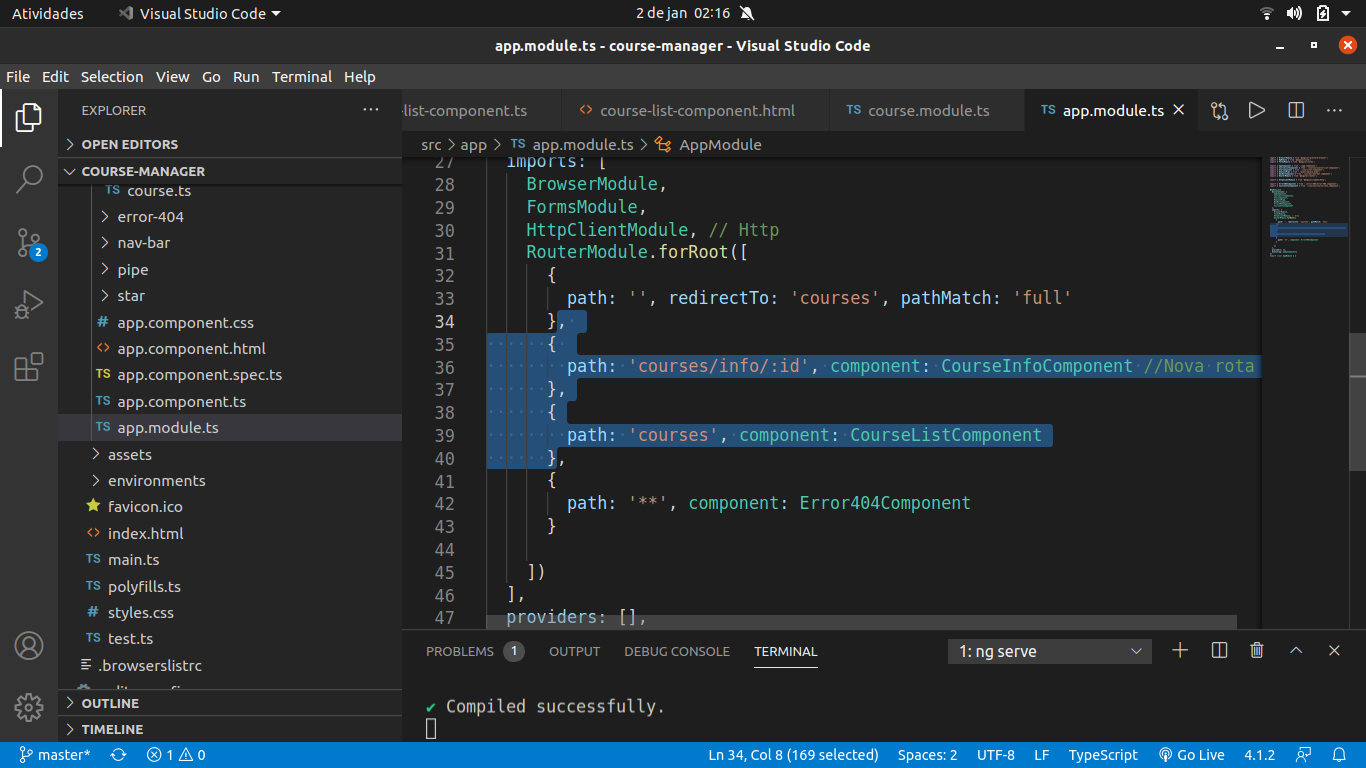 Atividades
Visual Studio Code
2 de jan 02:16
app.module.ts - course-manager - Visual Studio Code
File Edit Selection View Go Run Terminal Help
EXPLORER
OPEN EDITORS
COURSE-MANAGER
TS course.ts
error-404
nav-bar
pipe
star
# app.component.css
<> app.component.html
TS app.component.spec.ts
TS app.component.ts
TS app.module.ts
assets
environments
favicon.ico
<> index.html
TS main.ts
TS polyfills.ts
# styles.css
TS test.ts
.browserslistrc
OUTLINE
TIMELINE
2
-list-component.ts
<> course-list-component.html
TS course.module.ts
TS app.module.ts
src > app > TS app.module.ts > AppModule
27 imports: [
28 BrowserModule,
29 FormsModule,
30 HttpClientModule, // Http
31 RouterModule.forRoot([
32 {
33 path: '', redirectTo: 'courses', pathMatch: 'full'
34 },
35 {
36 path: 'courses/info/:id', component: CourseInfoComponent //Nova rota
37 },
38 {
39 path: 'courses', component: CourseListComponent
40 },
41 {
42 path: '**', component: Error404Component
43 }
44
45 ])
46 ],
47 providers: [],
PROBLEMS 1 OUTPUT DEBUG CONSOLE TERMINAL
1: ng serve
✔ Compiled successfully.
master* 1 0
Ln 34, Col 8 (169 selected) Spaces: 2 UTF-8 LF TypeScript Go Live 4.1.2